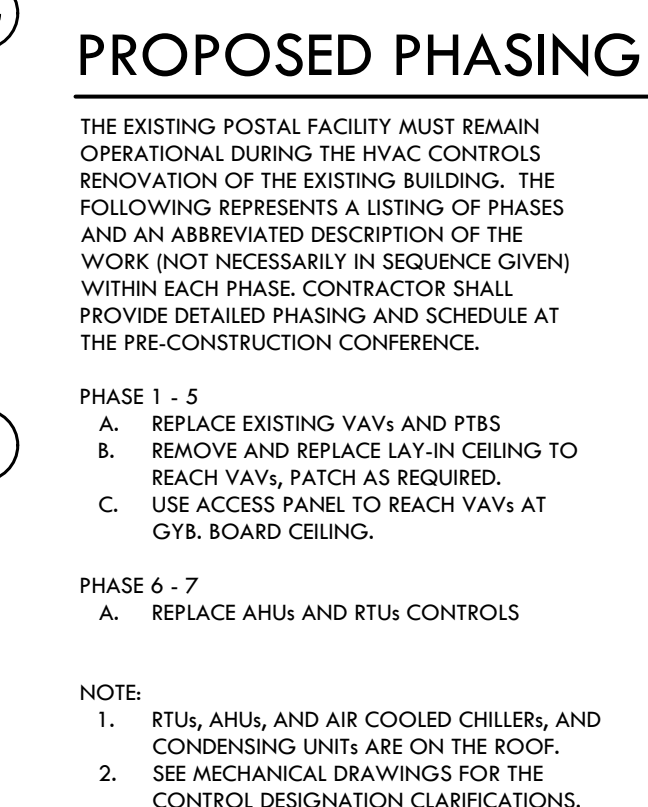 PROPOSED PHASING
THE EXISTING POSTAL FACILITY MUST REMAIN
OPERATIONAL DURING THE HVAC CONTROLS
RENOVATION OF THE EXISTING BUILDING.  THE
FOLLOWING REPRESENTS A LISTING OF PHASES
AND AN ABBREVIATED DESCRIPTION OF THE
WORK (NOT NECESSARILY IN SEQUENCE GIVEN)
WITHIN EACH PHASE. CONTRACTOR SHALL
PROVIDE DETAILED PHASING AND SCHEDULE AT
THE PRE-CONSTRUCTION CONFERENCE.
PHASE 1 - 5
A. REPLACE EXISTING VAVs AND PTBS
B. REMOVE AND REPLACE LAY-IN CEILING TO
REACH VAVs, PATCH AS REQUIRED.
C. USE ACCESS PANEL TO REACH VAVs AT
GYB. BOARD CEILING.
PHASE 6 - 7
A. REPLACE AHUs AND RTUs CONTROLS
NOTE:
1. RTUs, AHUs, AND AIR COOLED CHILLERs, AND
CONDENSING UNITs ARE ON THE ROOF.
2. SEE MECHANICAL DRAWINGS FOR THE
CONTROL DESIGNATION CLARIFICATIONS.